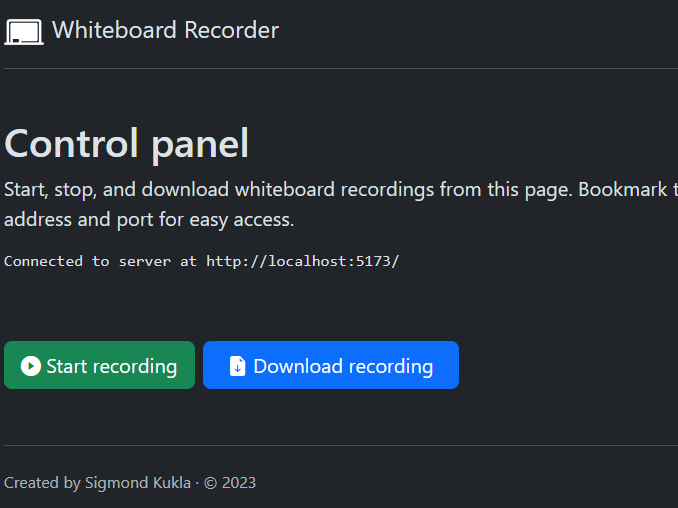 Whiteboard Recorder
Control panel
Start, stop, and download whiteboard recordings from this page. Bookmark t
address and port for easy access.
Connected to server at http://localhost:5173/
Start recording
Download recording
Created by Sigmond Kukla · © 2023